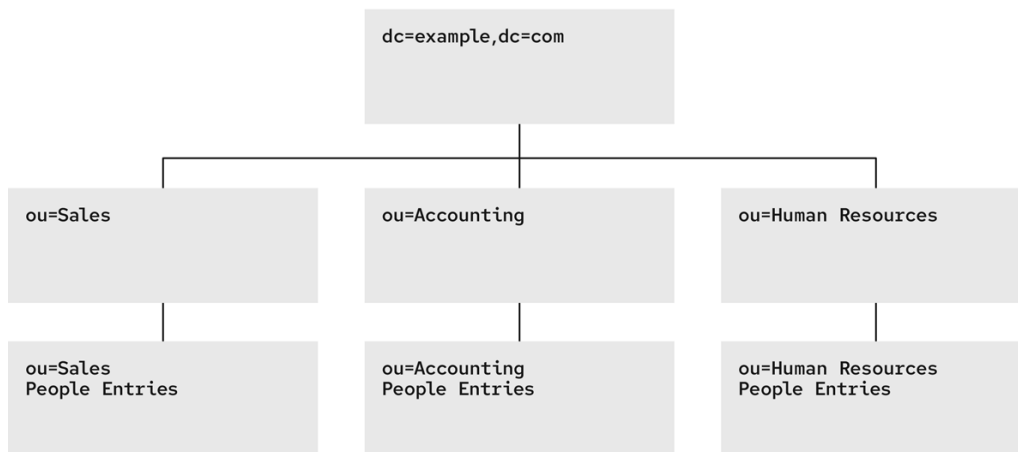 dc=example,dc=com
ou=Sales
ou=Accounting
ou=Human Resources
ou=Sales
People Entries
ou=Accounting
People Entries
ou=Human Resources
People Entries